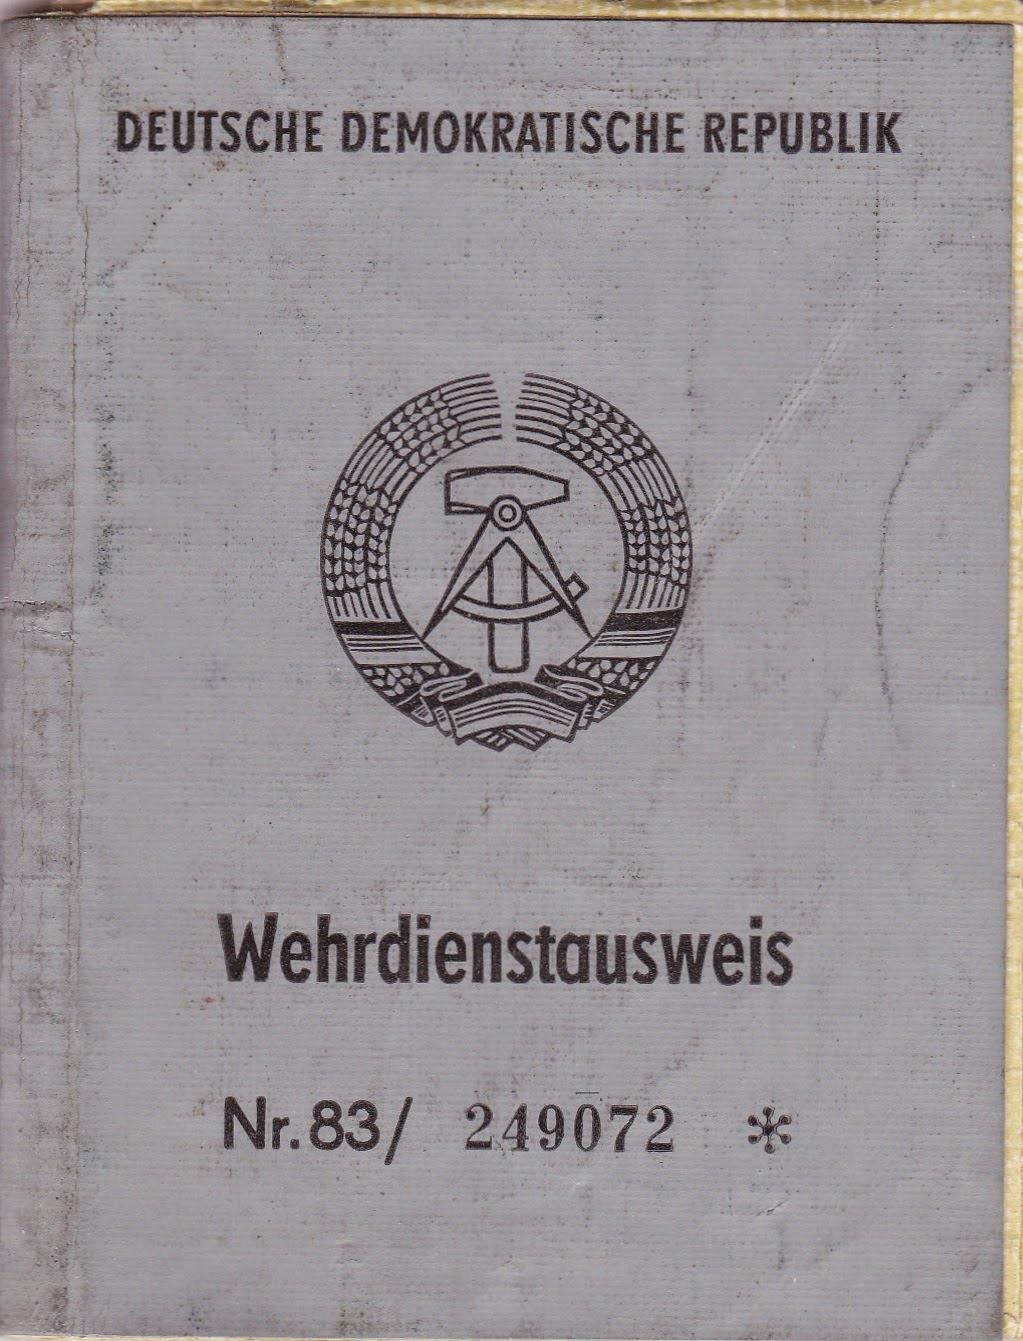 DEUTSCHE DEMOKRATISCHE REPUBLIK
Wehrdienstausweis
Nr. 83/ 249072 *